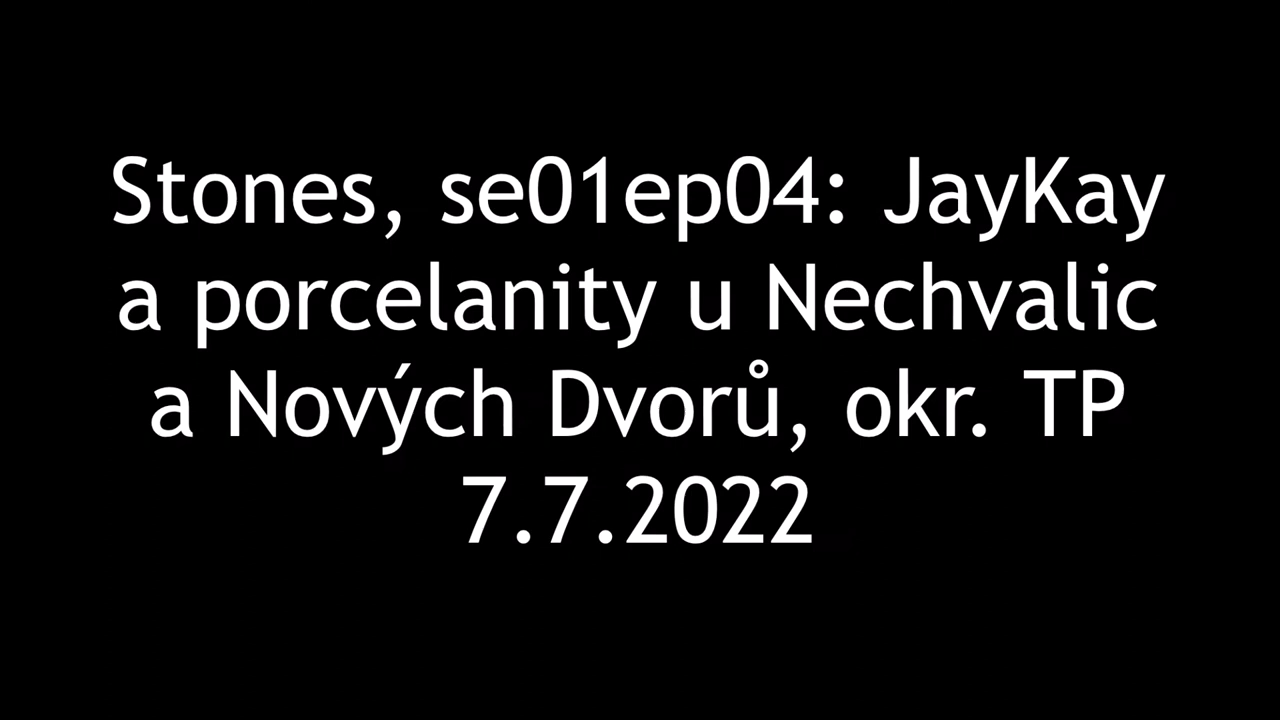 Stones, se01ep04: JayKay
a porcelanity u Nechvalic
a Nových Dvorů, okr. TP
7.7.2022